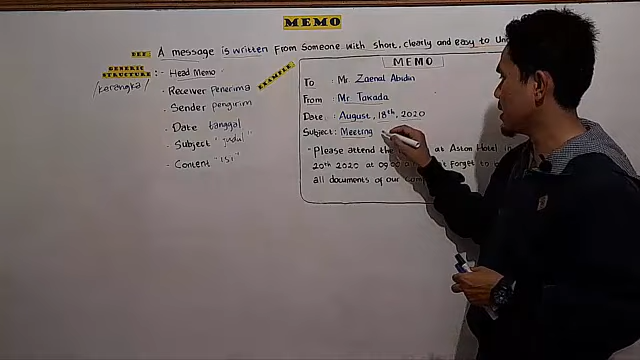 MEMO
DEF A message is written from someone with short, clearly and easy to
GENERIC STRUCTURE :- Head Memo
/kerangka/
- Receiver Penerima
- Sender pengirim
- Date tanggal
- Subject "judul"
- Content "isi"
EXAMPLE
MEMO
To : Mr. Zaenal Abidin
From : Mr Takada
Date : August, 18th, 2020
Subject : Meeting
"Please attend the at Aston Hotel in
20th 2020 at 09.00 forget to
all documents of our